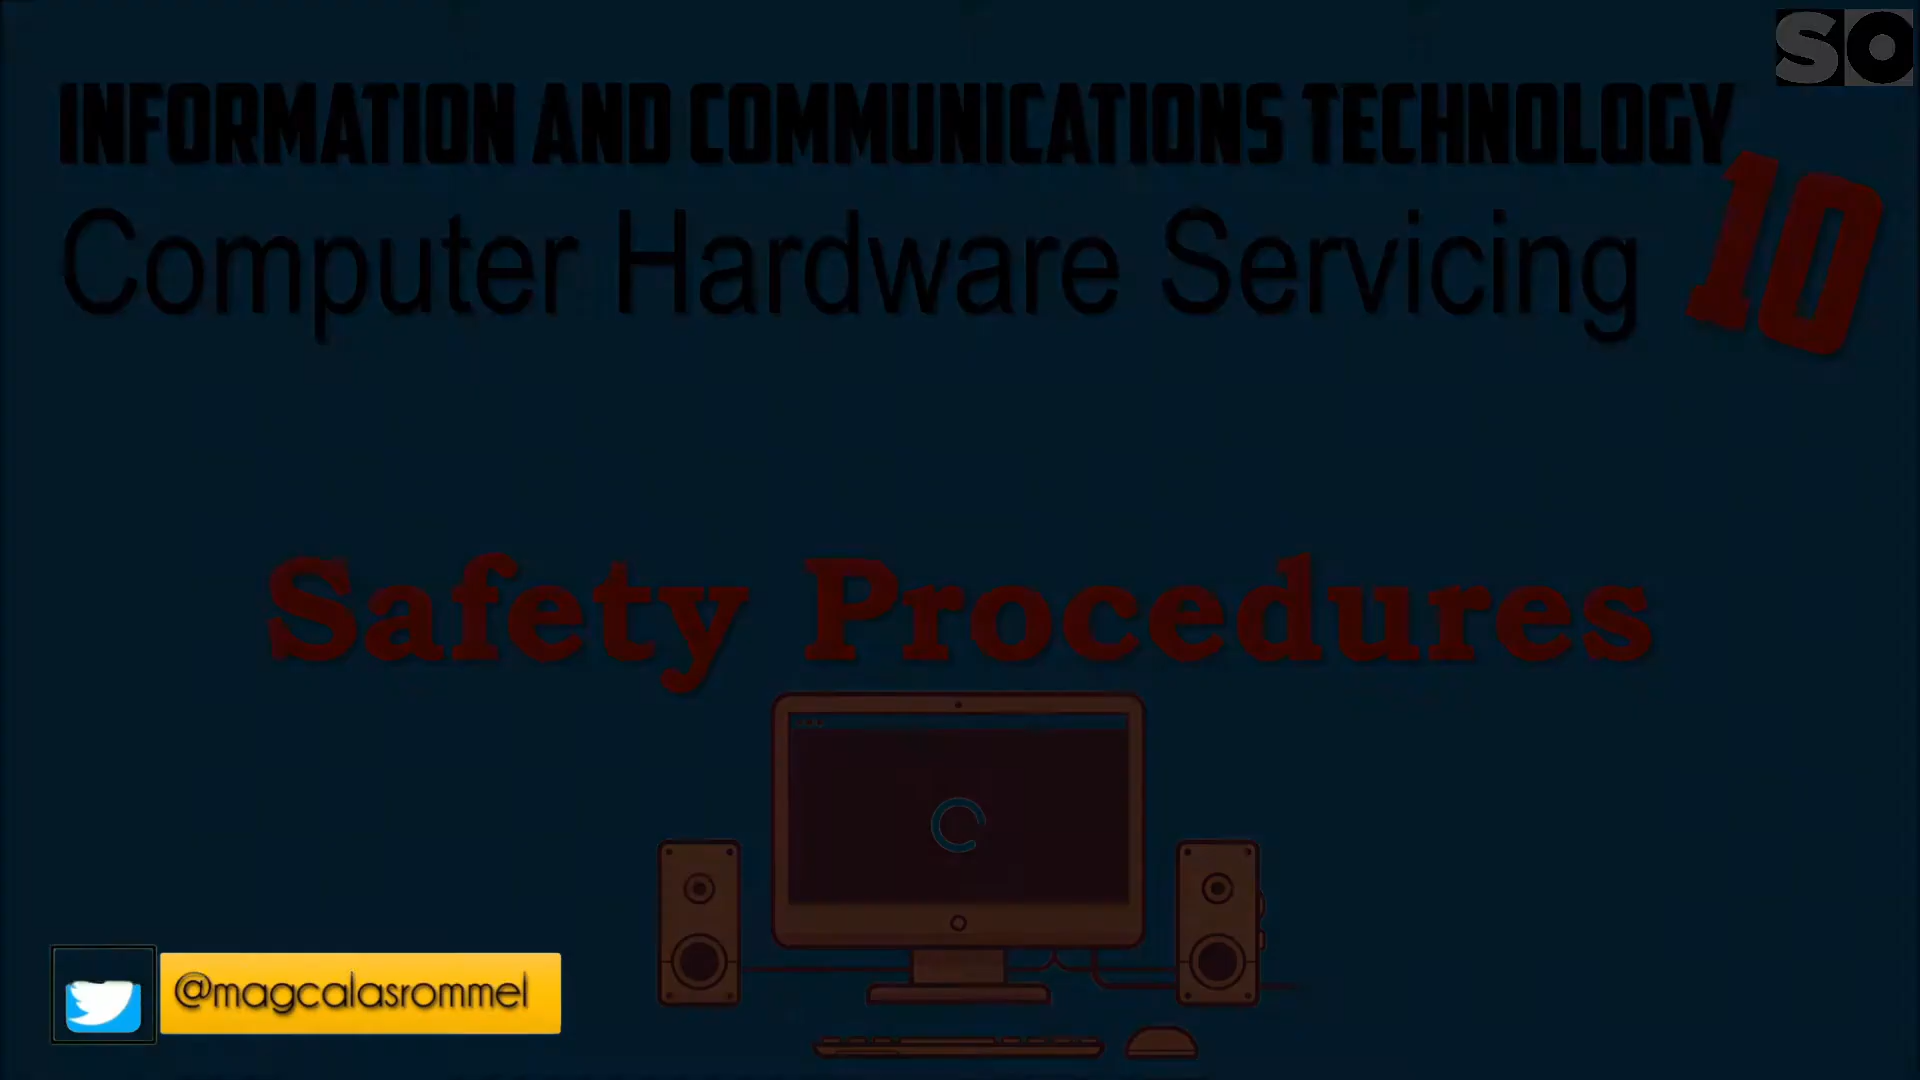 SO
INFORMATION AND COMMUNICATIONS TECHNOLOGY
10
Computer Hardware Servicing
Safety Procedures
@magcalasrommel